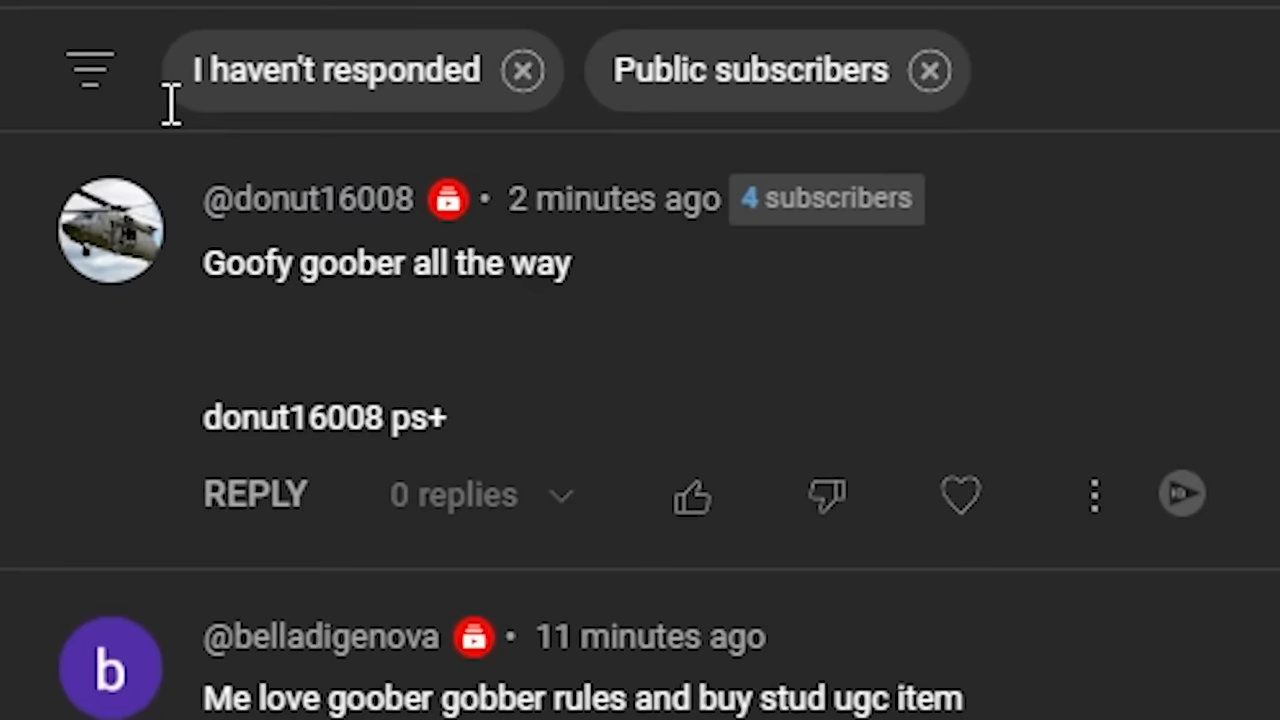 I haven't responded
Public subscribers
@donut16008 • 2 minutes ago 4 subscribers
Goofy goober all the way
donut16008 ps+
REPLY 0 replies
b
@belladigenova • 11 minutes ago
Me love goober gobber rules and buy stud ugc item